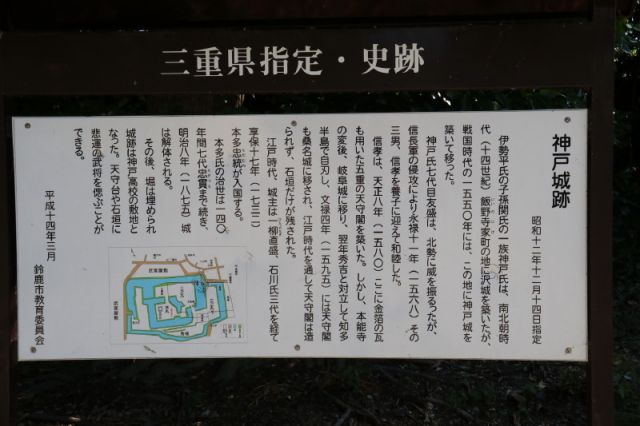 三重県指定・史跡
神戸城跡
昭和十二年十二月十四日指定
伊勢平氏の子孫関氏の一族神戸氏は、南北朝時
代（十四世紀）飯野寺家町の地に沢城を築いたが、
戦国時代の一五五〇年には、この地に神戸城を
築いて移った。
神戸氏七代目友盛は、北勢に威を振るったが、
信長軍の侵攻により永禄十一年（一五六八）その
三男、信孝を養子に迎えて和睦した。
信孝は、天正八年（一五八〇）ここに金箔の瓦
も用いた五重の天守閣を築いた。しかし、本能寺
の変後、岐阜城に移り、翌年秀吉と対立して知多
半島で自刃し、文禄四年（一五九五）には天守閣
も桑名城に移され、江戸時代を通して天守閣は造
られず、石垣だけが残された。
江戸時代、城主は一柳直盛、石川氏三代を経て
享保十七年（一七三二）
本多忠統が入国する。
本多氏の治世は一四〇
年間七代忠貫まで続き、
明治八年（一八七五）城
は解体される。
その後、堀は埋められ
城跡は神戸高校の敷地と
なった。天守台や石垣に
悲運の武将を偲ぶことが
できる。
平成十四年三月
鈴鹿市教育委員会
武家屋敷